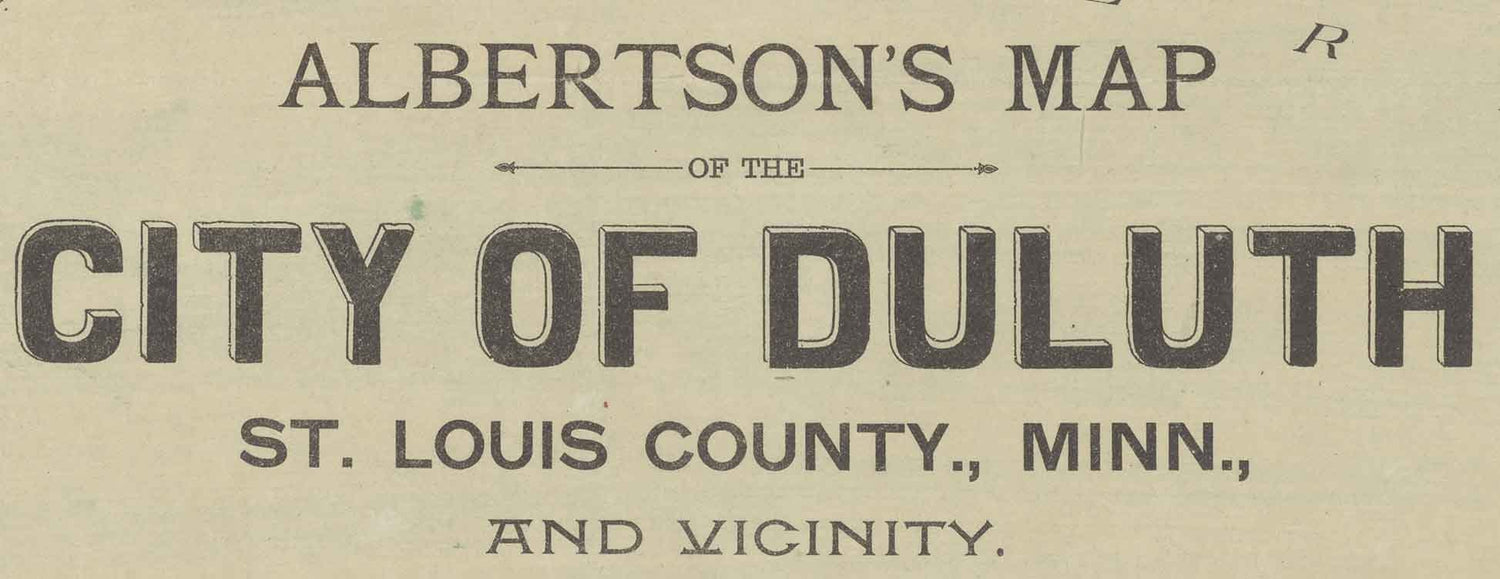 R
ALBERTSON'S MAP
OF THE
CITY OF DULUTH
ST. LOUIS COUNTY., MINN.,
AND VICINITY.